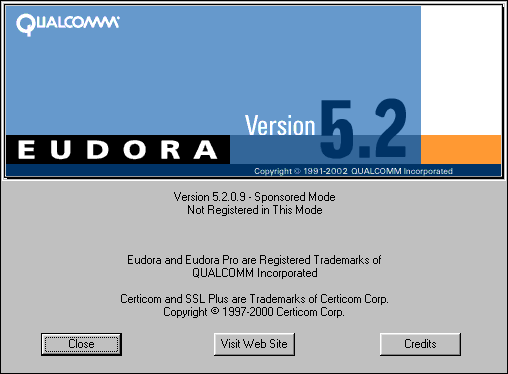 QUALCOMM
Version 5.2
EUDORA
Copyright © 1991-2002 QUALCOMM Incorporated
Version 5.2.0.9 - Sponsored Mode
Not Registered in This Mode
Eudora and Eudora Pro are Registered Trademarks of
QUALCOMM Incorporated
Certicom and SSL Plus are Trademarks of Certicom Corp.
Copyright © 1997-2000 Certicom Corp.
Close
Visit Web Site
Credits